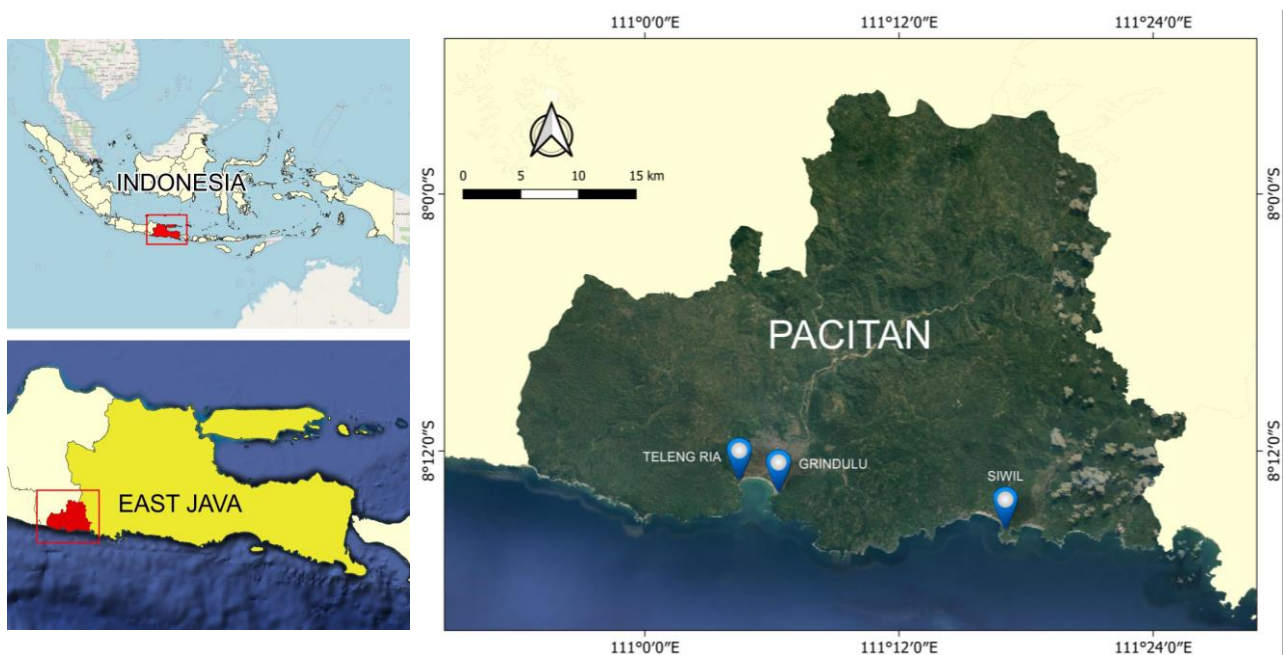 INDONESIA
EAST JAVA
111°0'0"E 111°12'0"E 111°24'0"E
0 5 10 15 km
8°0'0"S 8°0'0"S
PACITAN
TELENG RIA GRINDULU
SIWIL
8°12'0"S 8°12'0"S
111°0'0"E 111°12'0"E 111°24'0"E